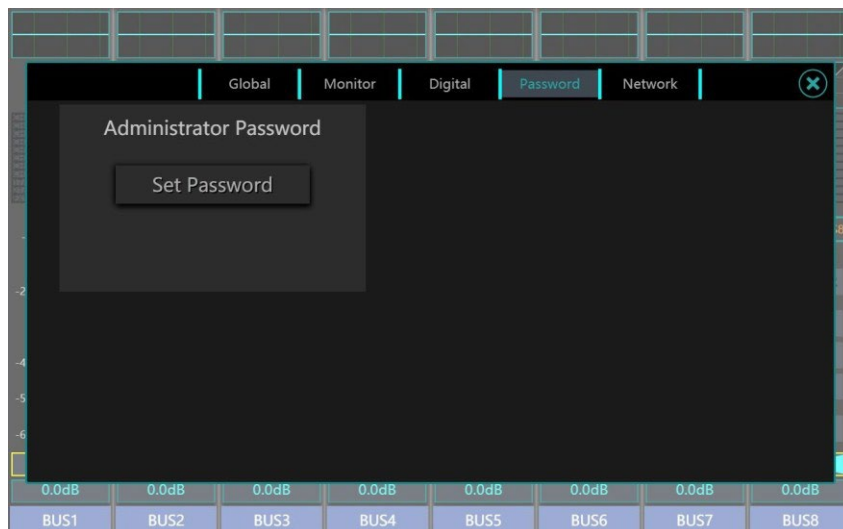 Global Monitor Digital Password Network
Administrator Password
Set Password
0.0dB 0.0dB 0.0dB 0.0dB 0.0dB 0.0dB 0.0dB 0.0dB
BUS1 BUS2 BUS3 BUS4 BUS5 BUS6 BUS7 BUS8